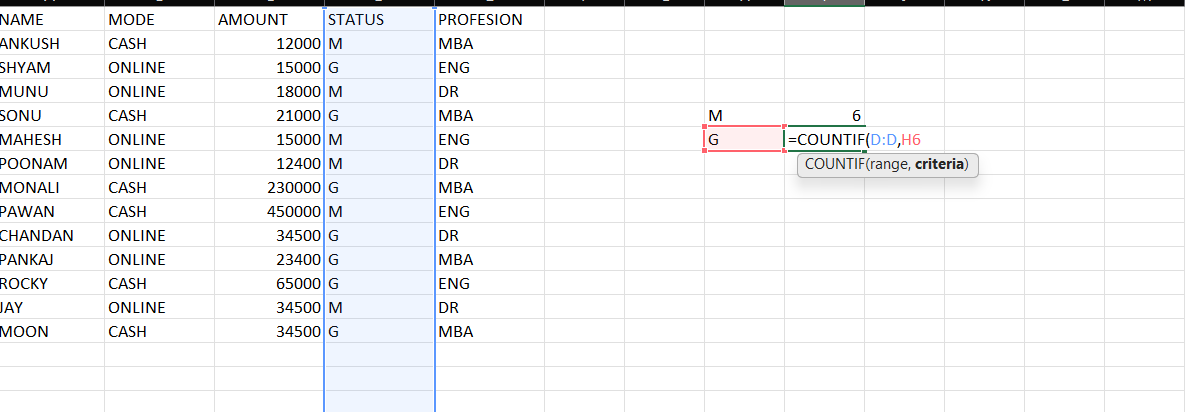 NAME MODE AMOUNT STATUS PROFESION
ANKUSH CASH 12000 M MBA
SHYAM ONLINE 15000 G ENG
MUNU ONLINE 18000 M DR
SONU CASH 21000 G MBA M 6
MAHESH ONLINE 15000 M ENG G =COUNTIF(D:D,H6
POONAM ONLINE 12400 M DR COUNTIF(range, criteria)
MONALI CASH 230000 G MBA
PAWAN CASH 450000 M ENG
CHANDAN ONLINE 34500 G DR
PANKAJ ONLINE 23400 G MBA
ROCKY CASH 65000 G ENG
JAY ONLINE 34500 M DR
MOON CASH 34500 G MBA